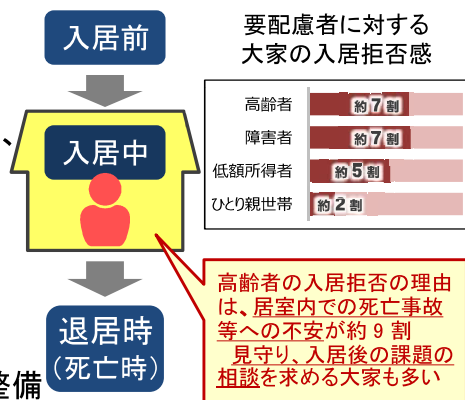 入居前
入居中
退居時
(死亡時)
、
整備
要配慮者に対する
大家の入居拒否感
高齢者 約7割
障害者 約7割
低額所得者 約5割
ひとり親世帯 約2割
高齢者の入居拒否の理由
は、居室内での死亡事故
等への不安が約9割
見守り、入居後の課題の
相談を求める大家も多い